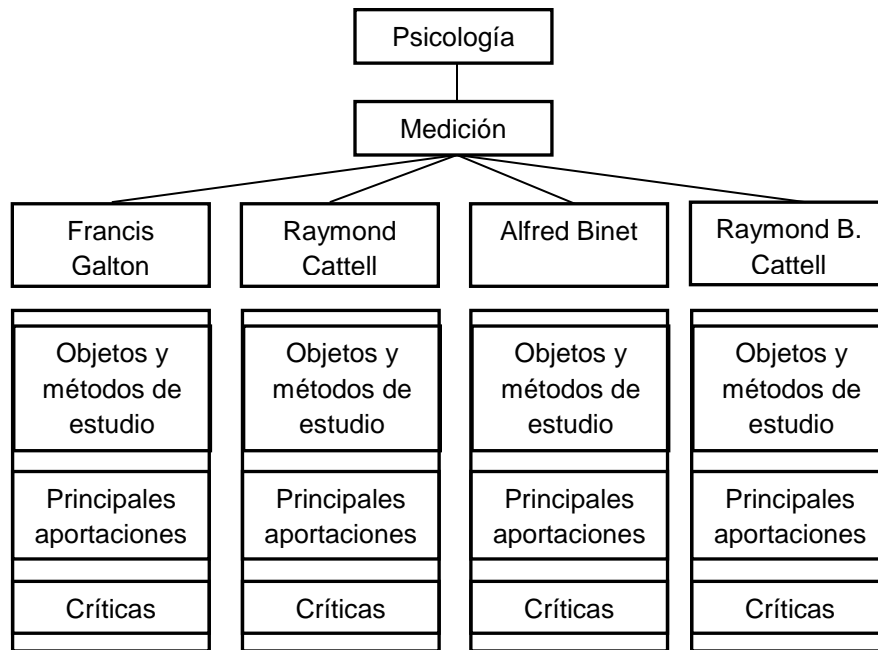 Psicología
Medición
Francis
Galton
Raymond
Cattell
Alfred Binet
Raymond B.
Cattell
Objetos y
métodos de
estudio
Objetos y
métodos de
estudio
Objetos y
métodos de
estudio
Objetos y
métodos de
estudio
Principales
aportaciones
Principales
aportaciones
Principales
aportaciones
Principales
aportaciones
Críticas
Críticas
Críticas
Críticas